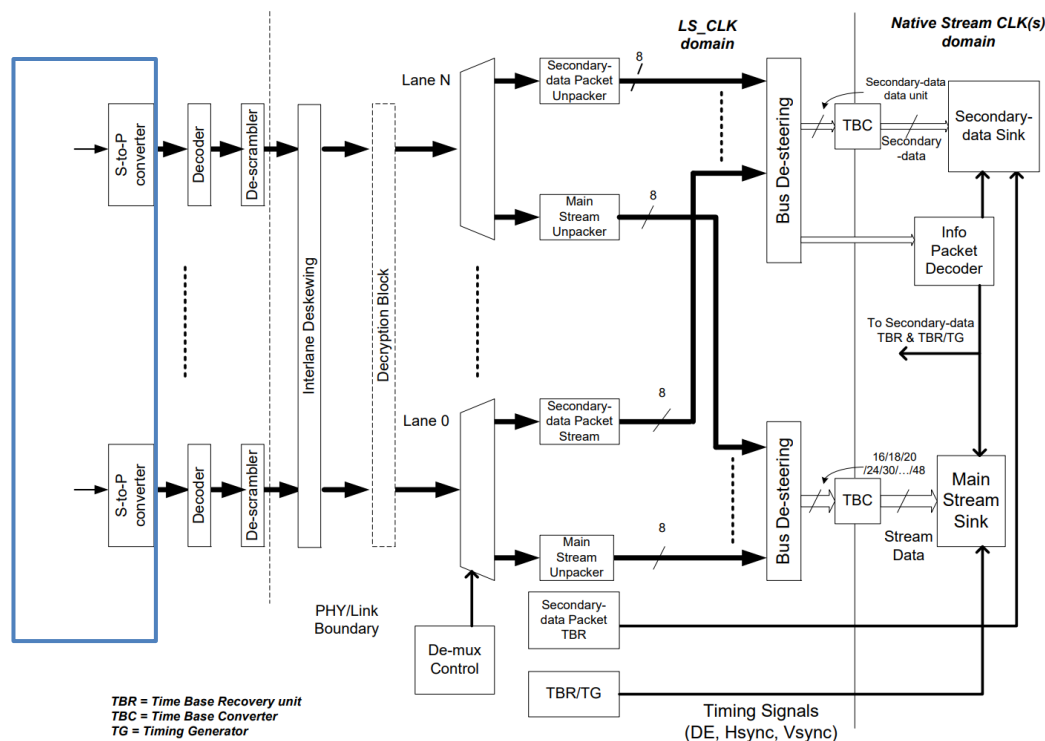 LS_CLK
domain
Native Stream CLK(s)
domain
Lane N
Secondary-
data Packet
Unpacker
8
Secondary-data
data unit
S-to-P
converter
Decoder
De-scrambler
Interlane Deskewing
Decryption Block
Bus De-steering
TBC
Secondary
-data
Secondary-
data Sink
Main
Stream
Unpacker
8
Info
Packet
Decoder
To Secondary-data
TBR & TBR/TG
Lane 0
Secondary-
data Packet
Stream
8
S-to-P
converter
Decoder
De-scrambler
Bus De-steering
16/18/20
/24/30/…/48
TBC
Stream
Data
Main
Stream
Sink
Main
Stream
Unpacker
8
PHY/Link
Boundary
De-mux
Control
Secondary-
data Packet
TBR
TBR/TG
Timing Signals
(DE, Hsync, Vsync)
TBR = Time Base Recovery unit
TBC = Time Base Converter
TG = Timing Generator